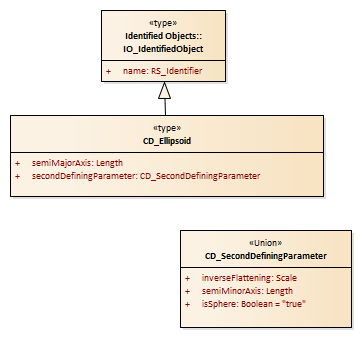 «type»
Identified Objects::
IO_IdentifiedObject
+ name: RS_Identifier
«type»
CD_Ellipsoid
+ semiMajorAxis: Length
+ secondDefiningParameter: CD_SecondDefiningParameter
«Union»
CD_SecondDefiningParameter
+ inverseFlattening: Scale
+ semiMinorAxis: Length
+ isSphere: Boolean = "true"